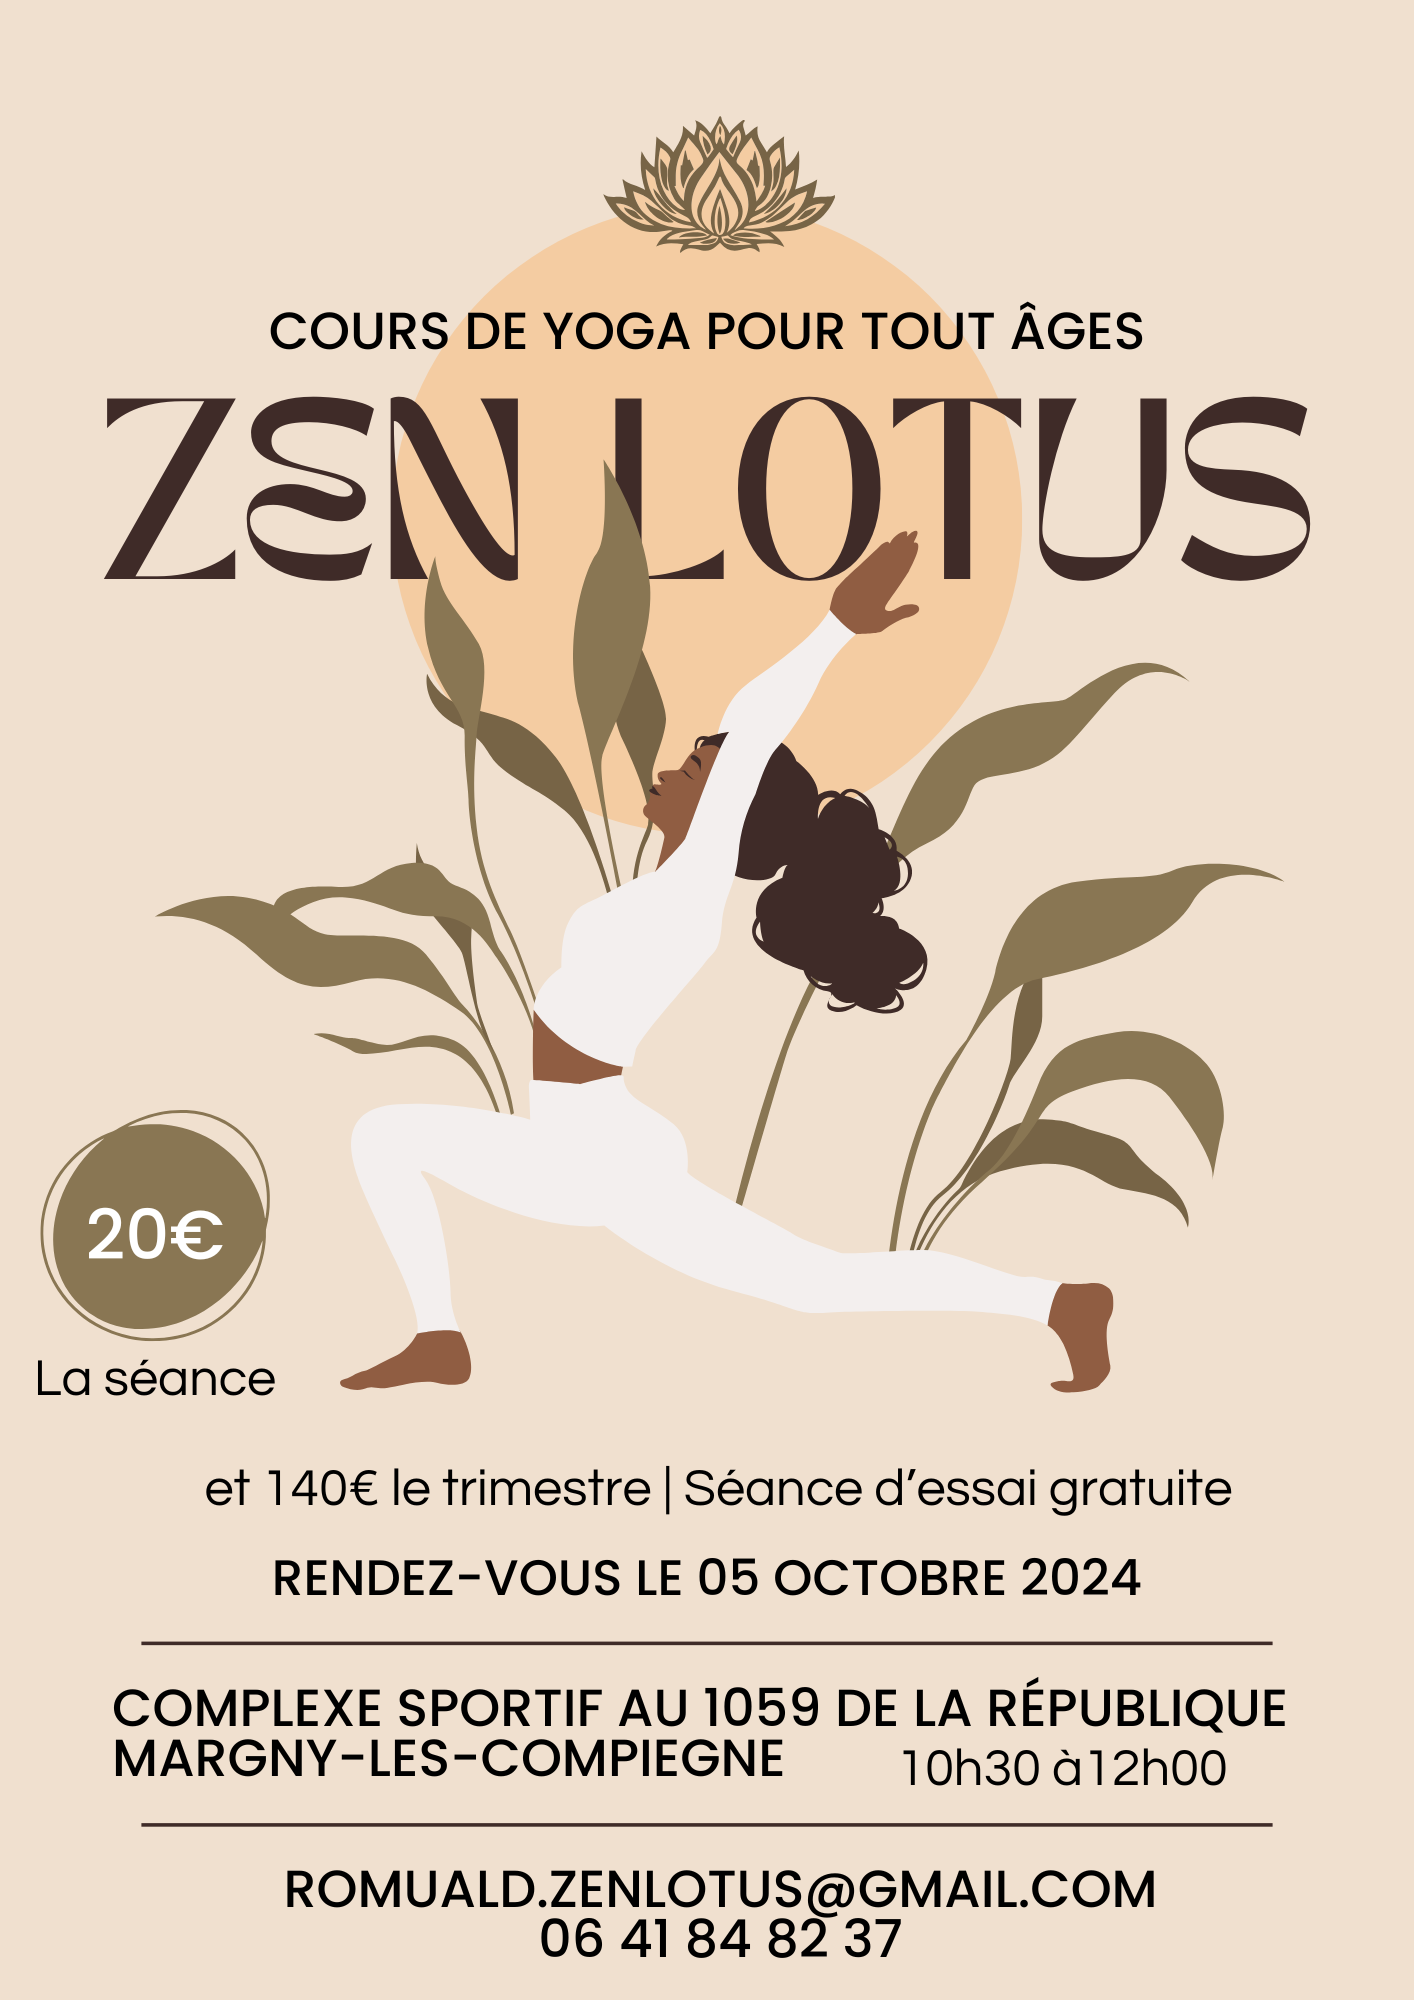 COURS DE YOGA POUR TOUT ÂGES
ZEN LOTUS
20€
La séance
et 140€ le trimestre | Séance d’essai gratuite
RENDEZ-VOUS LE 05 OCTOBRE 2024
COMPLEXE SPORTIF AU 1059 DE LA RÉPUBLIQUE
MARGNY-LES-COMPIEGNE
10h30 à12h00
ROMUALD.ZENLOTUS@GMAIL.COM
06 41 84 82 37